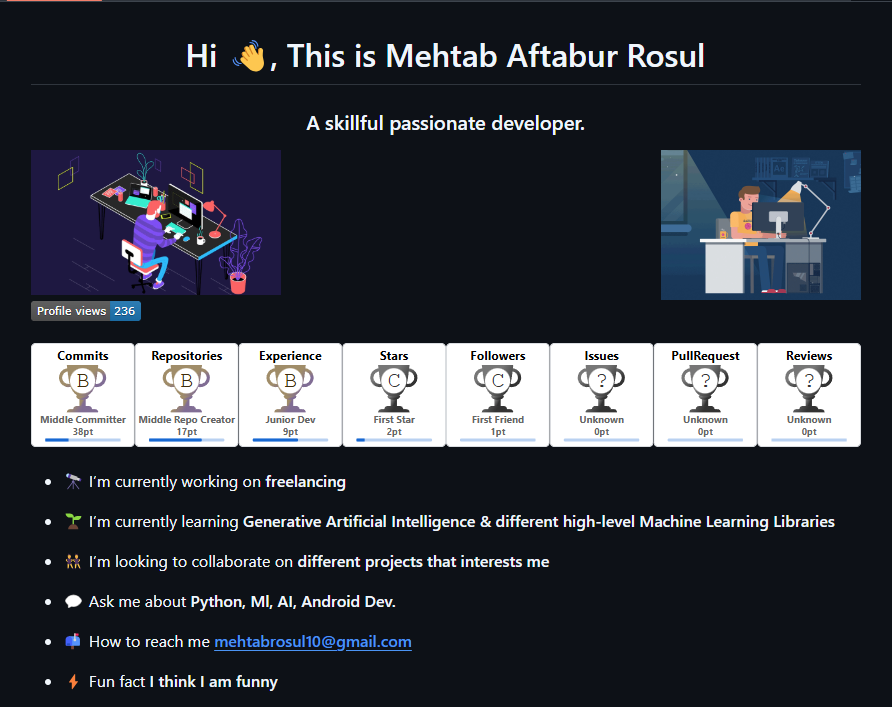 Hi 👋, This is Mehtab Aftabur Rosul
A skillful passionate developer.
Profile views 236
Commits Repositories Experience Stars Followers Issues PullRequest Reviews
B B B C C ? ? ?
Middle Committer Middle Repo Creator Junior Dev First Star First Friend Unknown Unknown Unknown
38pt 17pt 9pt 2pt 1pt 0pt 0pt 0pt
• 🔭 I’m currently working on freelancing
• 🌱 I’m currently learning Generative Artificial Intelligence & different high-level Machine Learning Libraries
• 👯 I’m looking to collaborate on different projects that interests me
• 💬 Ask me about Python, Ml, AI, Android Dev.
• 📫 How to reach me mehtabrosul10@gmail.com
• ⚡ Fun fact I think I am funny